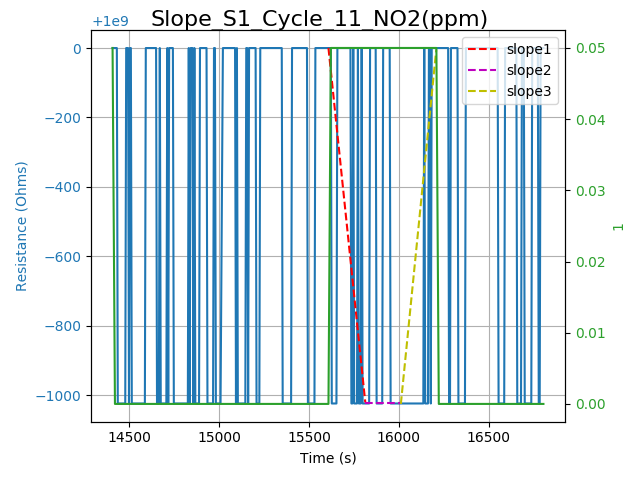 Slope_S1_Cycle_11_NO2(ppm)
+1e9
slope1
slope2
slope3
0
−200
−400
−600
−800
−1000
Resistance (Ohms)
0.05
0.04
0.03
0.02
0.01
0.00
1
14500 15000 15500 16000 16500
Time (s)